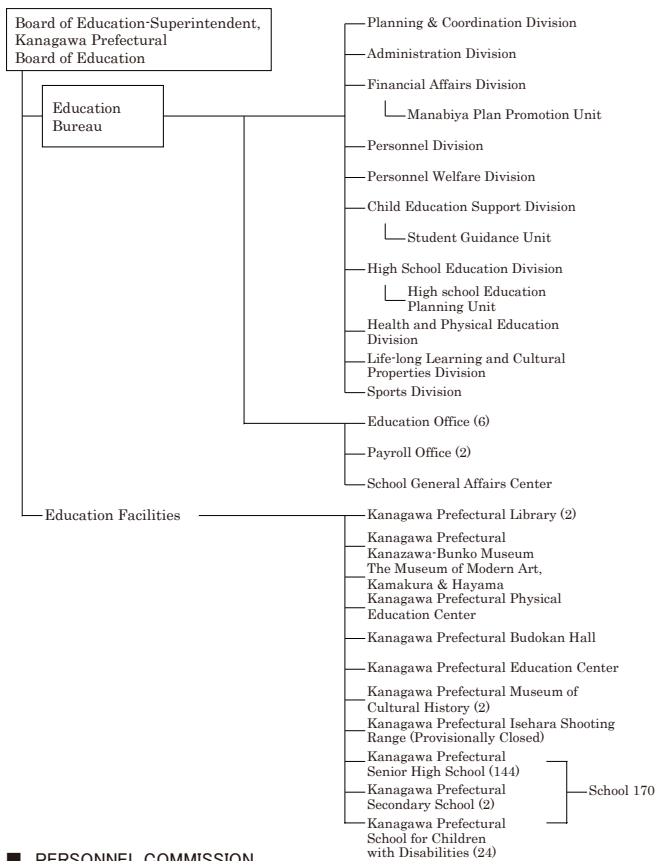 Board of Education-Superintendent,
Kanagawa Prefectural
Board of Education
Education
Bureau
Planning & Coordination Division
Administration Division
Financial Affairs Division
Manabiya Plan Promotion Unit
Personnel Division
Personnel Welfare Division
Child Education Support Division
Student Guidance Unit
High School Education Division
High school Education
Planning Unit
Health and Physical Education
Division
Life-long Learning and Cultural
Properties Division
Sports Division
Education Office (6)
Payroll Office (2)
School General Affairs Center
Education Facilities
Kanagawa Prefectural Library (2)
Kanagawa Prefectural
Kanazawa-Bunko Museum
The Museum of Modern Art,
Kamakura & Hayama
Kanagawa Prefectural Physical
Education Center
Kanagawa Prefectural Budokan Hall
Kanagawa Prefectural Education Center
Kanagawa Prefectural Museum of
Cultural History (2)
Kanagawa Prefectural Isehara Shooting
Range (Provisionally Closed)
Kanagawa Prefectural
Senior High School (144)
Kanagawa Prefectural
Secondary School (2)
Kanagawa Prefectural
School for Children
with Disabilities (24)
School 170
■ PERSONNEL COMMISSION